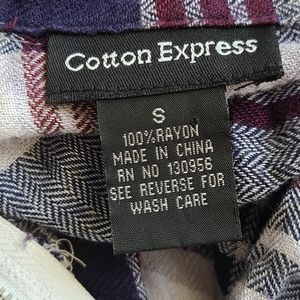 Cotton Express
S
100%RAYON
MADE IN CHINA
RN NO 130956
SEE REVERSE FOR
WASH CARE